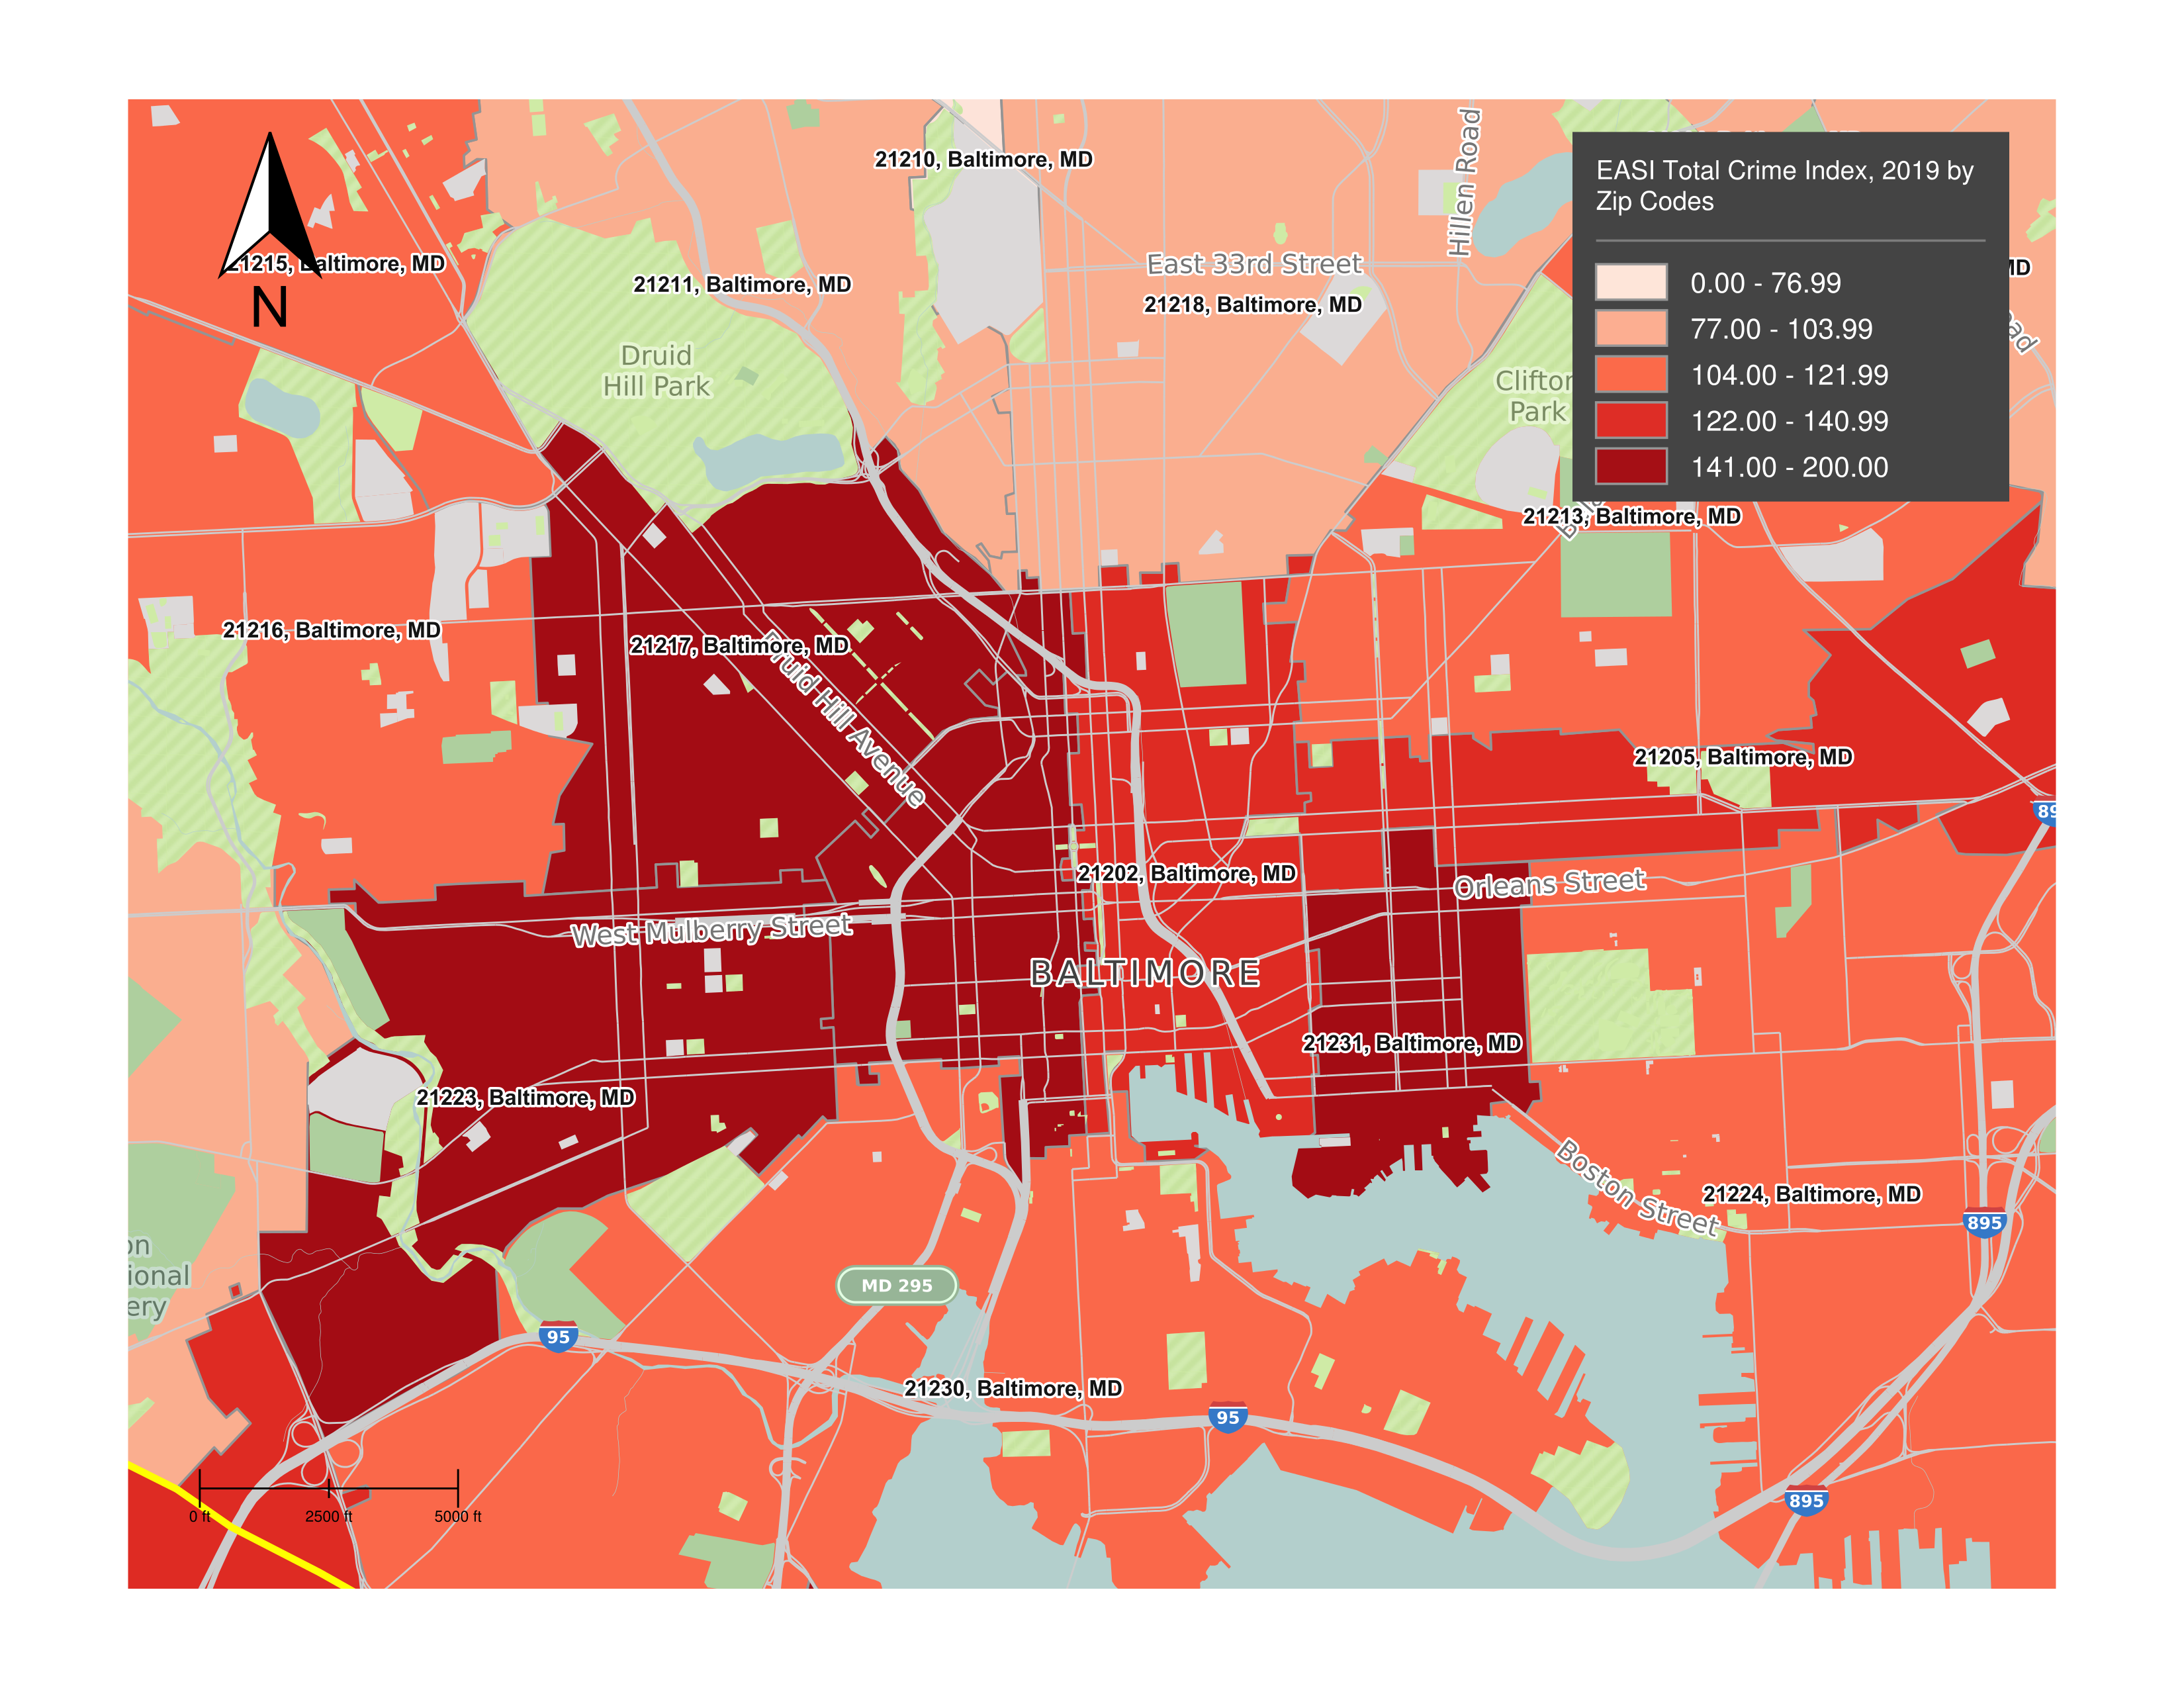 21210, Baltimore, MD
Hillen Road
EASI Total Crime Index, 2019 by
Zip Codes
0.00 - 76.99
77.00 - 103.99
104.00 - 121.99
122.00 - 140.99
141.00 - 200.00
21215, Baltimore, MD
N
21211, Baltimore, MD
East 33rd Street
21218, Baltimore, MD
MD
Druid
Hill Park
Clifton
Park
21213, Baltimore, MD
21216, Baltimore, MD
21217, Baltimore, MD
Druid Hill Avenue
21205, Baltimore, MD
89
21202, Baltimore, MD
Orleans Street
West Mulberry Street
BALTIMORE
21231, Baltimore, MD
21223, Baltimore, MD
Boston Street
21224, Baltimore, MD
895
on
ional
ery
MD 295
95
21230, Baltimore, MD
95
895
0 ft
2500 ft
5000 ft